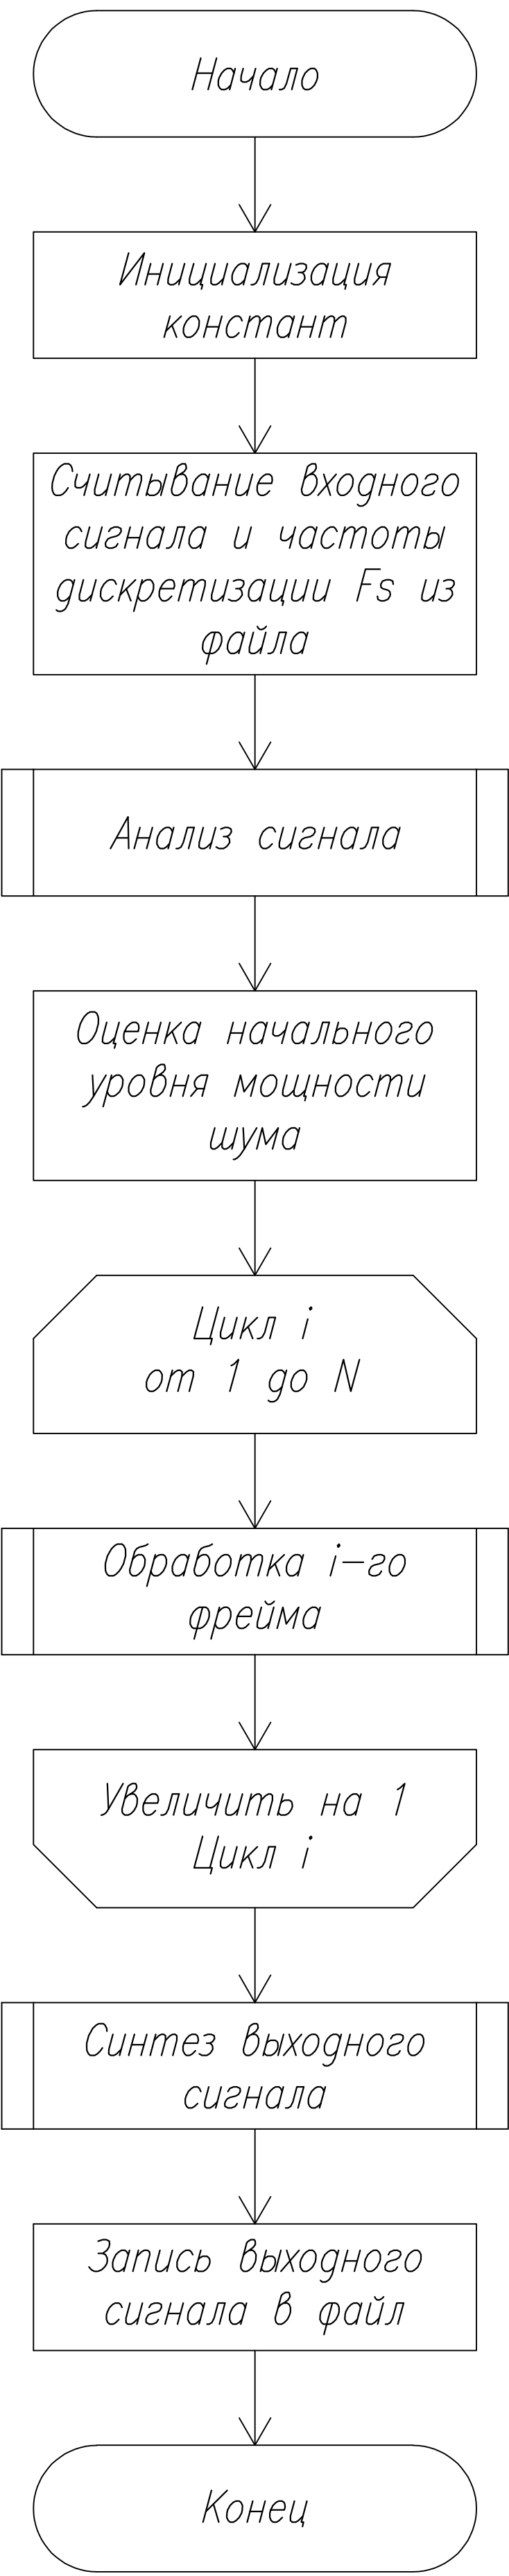 Начало
Инициализация
констант
Считывание входного
сигнала и частоты
дискретизации Fs из
файла
Анализ сигнала
Оценка начального
уровня мощности
шума
Цикл i
от 1 до N
Обработка i-го
фрейма
Увеличить на 1
Цикл i
Синтез выходного
сигнала
Запись выходного
сигнала в файл
Конец